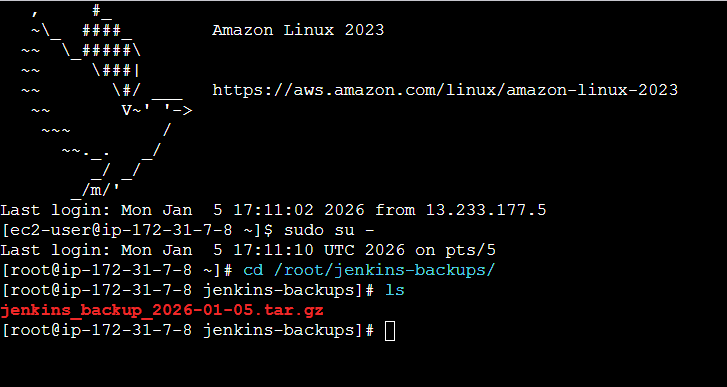 ,     #_
   ~\_  ####_        Amazon Linux 2023
  ~~  \_#####\
  ~~     \###|
  ~~       \#/ ___   https://aws.amazon.com/linux/amazon-linux-2023
   ~~       V~' '->
    ~~~         /
      ~~._.   _/
         _/ _/
       _/m/'
Last login: Mon Jan  5 17:11:02 2026 from 13.233.177.5
[ec2-user@ip-172-31-7-8 ~]$ sudo su -
Last login: Mon Jan  5 17:11:10 UTC 2026 on pts/5
[root@ip-172-31-7-8 ~]# cd /root/jenkins-backups/
[root@ip-172-31-7-8 jenkins-backups]# ls
jenkins_backup_2026-01-05.tar.gz
[root@ip-172-31-7-8 jenkins-backups]#